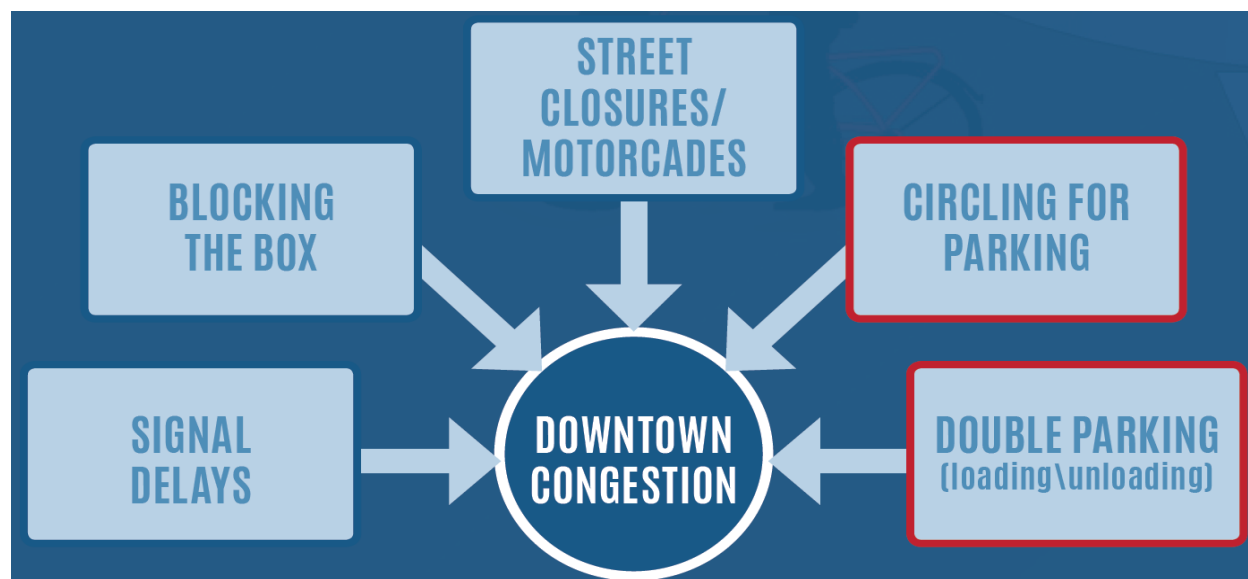 STREET
CLOSURES/
MOTORCADES
BLOCKING
THE BOX
CIRCLING FOR
PARKING
SIGNAL
DELAYS
DOWNTOWN
CONGESTION
DOUBLE PARKING
(loading\unloading)